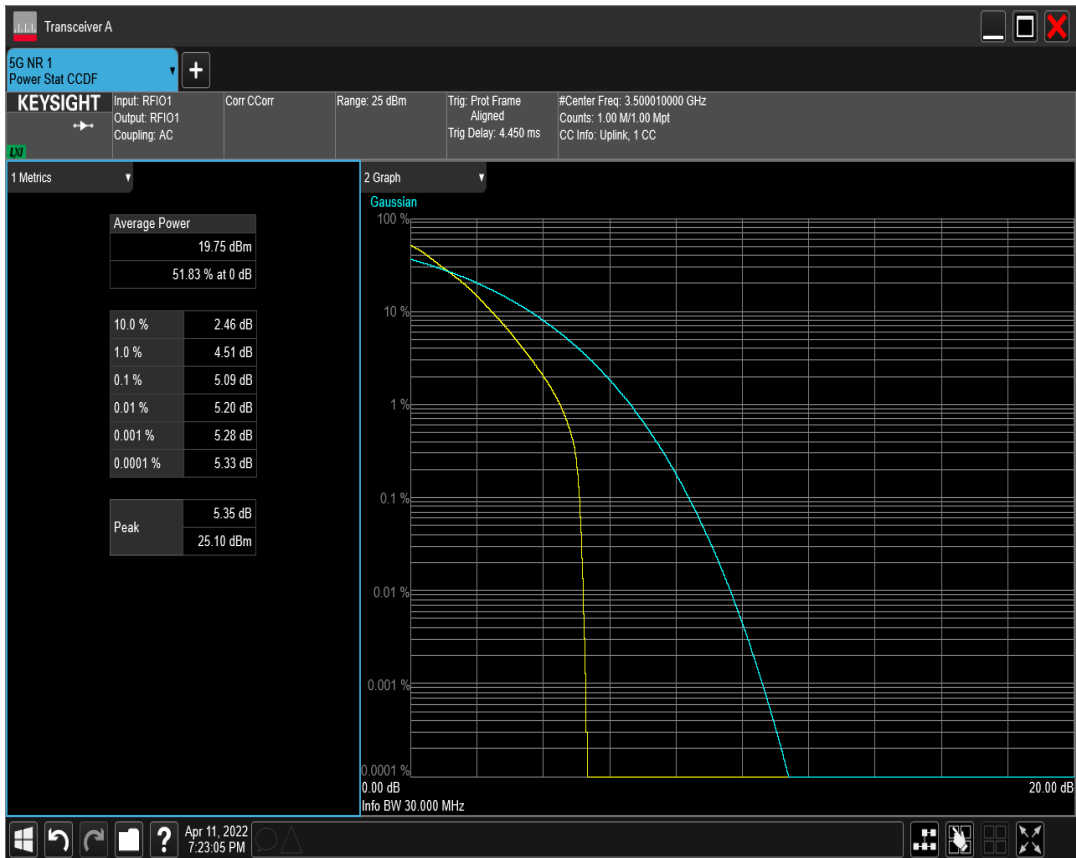 Transceiver A
5G NR 1
Power Stat CCDF
KEYSIGHT
LXI
Input: RFIO1
Output: RFIO1
Coupling: AC
Corr CCorr
Range: 25 dBm
Trig: Prot Frame
Aligned
Trig Delay: 4.450 ms
#Center Freq: 3.500010000 GHz
Counts: 1.00 M/1.00 Mpt
CC Info: Uplink, 1 CC
1 Metrics
Average Power
19.75 dBm
51.83 % at 0 dB
10.0 % 2.46 dB
1.0 % 4.51 dB
0.1 % 5.09 dB
0.01 % 5.20 dB
0.001 % 5.28 dB
0.0001 % 5.33 dB
Peak
5.35 dB
25.10 dBm
2 Graph
Gaussian
100 %
10 %
1 %
0.1 %
0.01 %
0.001 %
0.0001 %
0.00 dB 20.00 dB
Info BW 30.000 MHz
? Apr 11, 2022
7:23:05 PM